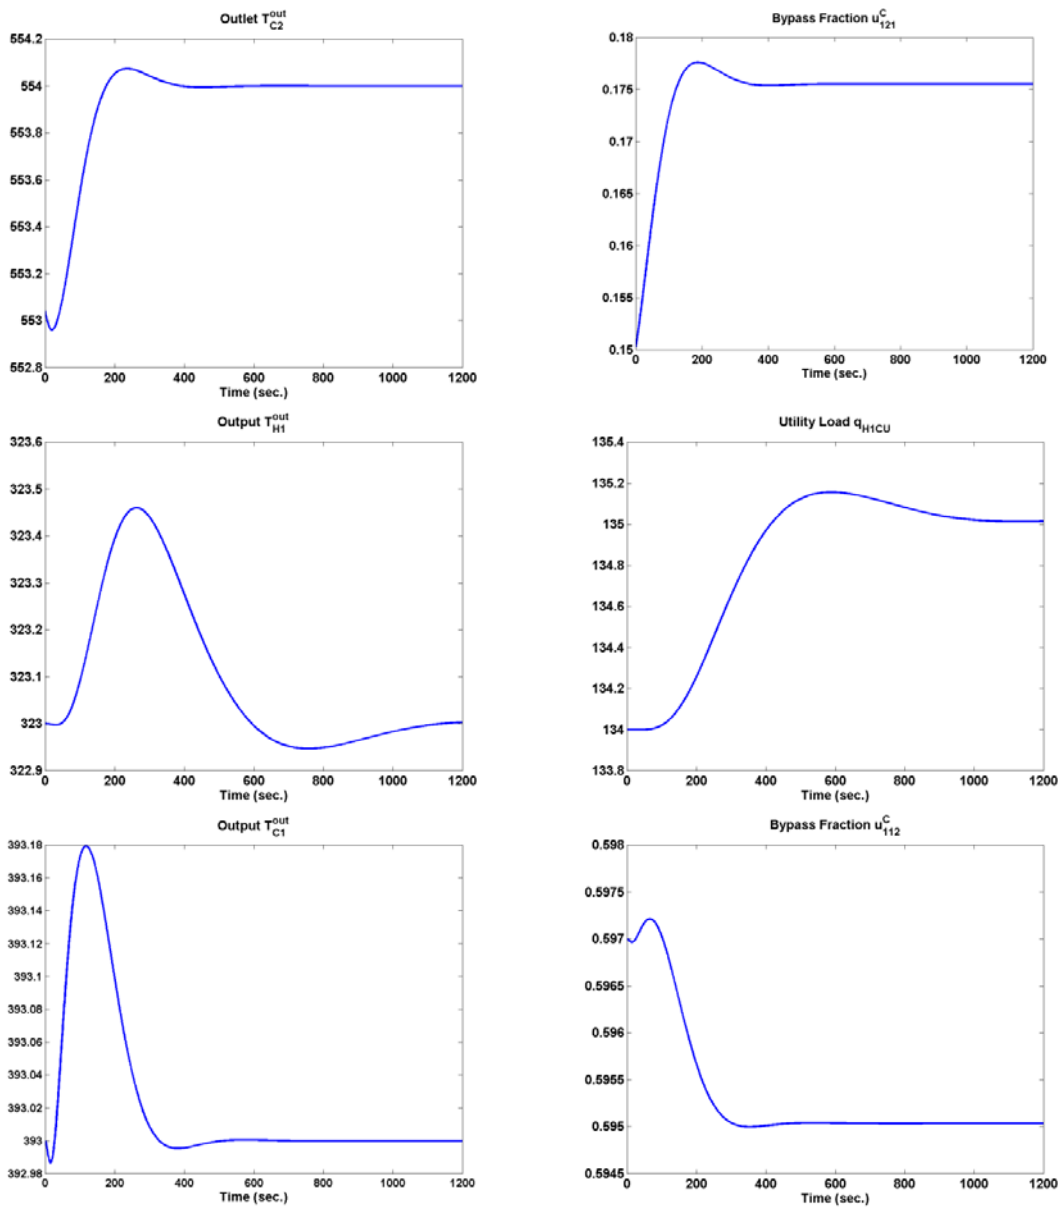 Outlet T_C2^out
554.2
554
553.8
553.6
553.4
553.2
553
552.8
0 200 400 600 800 1000 1200
Time (sec.)
Bypass Fraction u_121^C
0.18
0.175
0.17
0.165
0.16
0.155
0.15
0 200 400 600 800 1000 1200
Time (sec.)
Output T_H1^out
323.6
323.5
323.4
323.3
323.2
323.1
323
322.9
0 200 400 600 800 1000 1200
Time (sec.)
Utility Load q_H1CU
135.4
135.2
135
134.8
134.6
134.4
134.2
134
133.8
0 200 400 600 800 1000 1200
Time (sec.)
Output T_C1^out
393.18
393.16
393.14
393.12
393.1
393.08
393.06
393.04
393.02
393
392.98
0 200 400 600 800 1000 1200
Time (sec.)
Bypass Fraction u_112^C
0.598
0.5975
0.597
0.5965
0.596
0.5955
0.595
0.5945
0 200 400 600 800 1000 1200
Time (sec.)